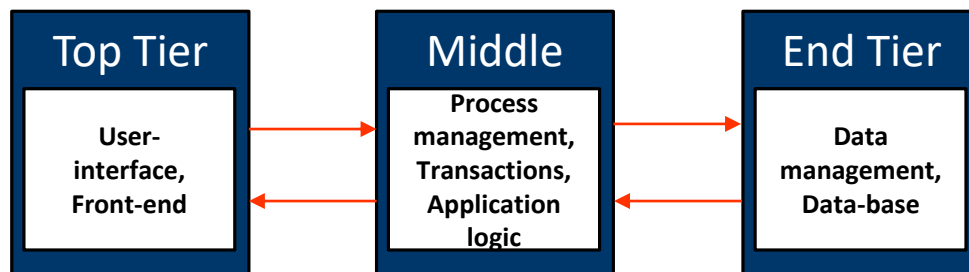 Top Tier
User-
interface,
Front-end
Middle
Process
management,
Transactions,
Application
logic
End Tier
Data
management,
Data-base